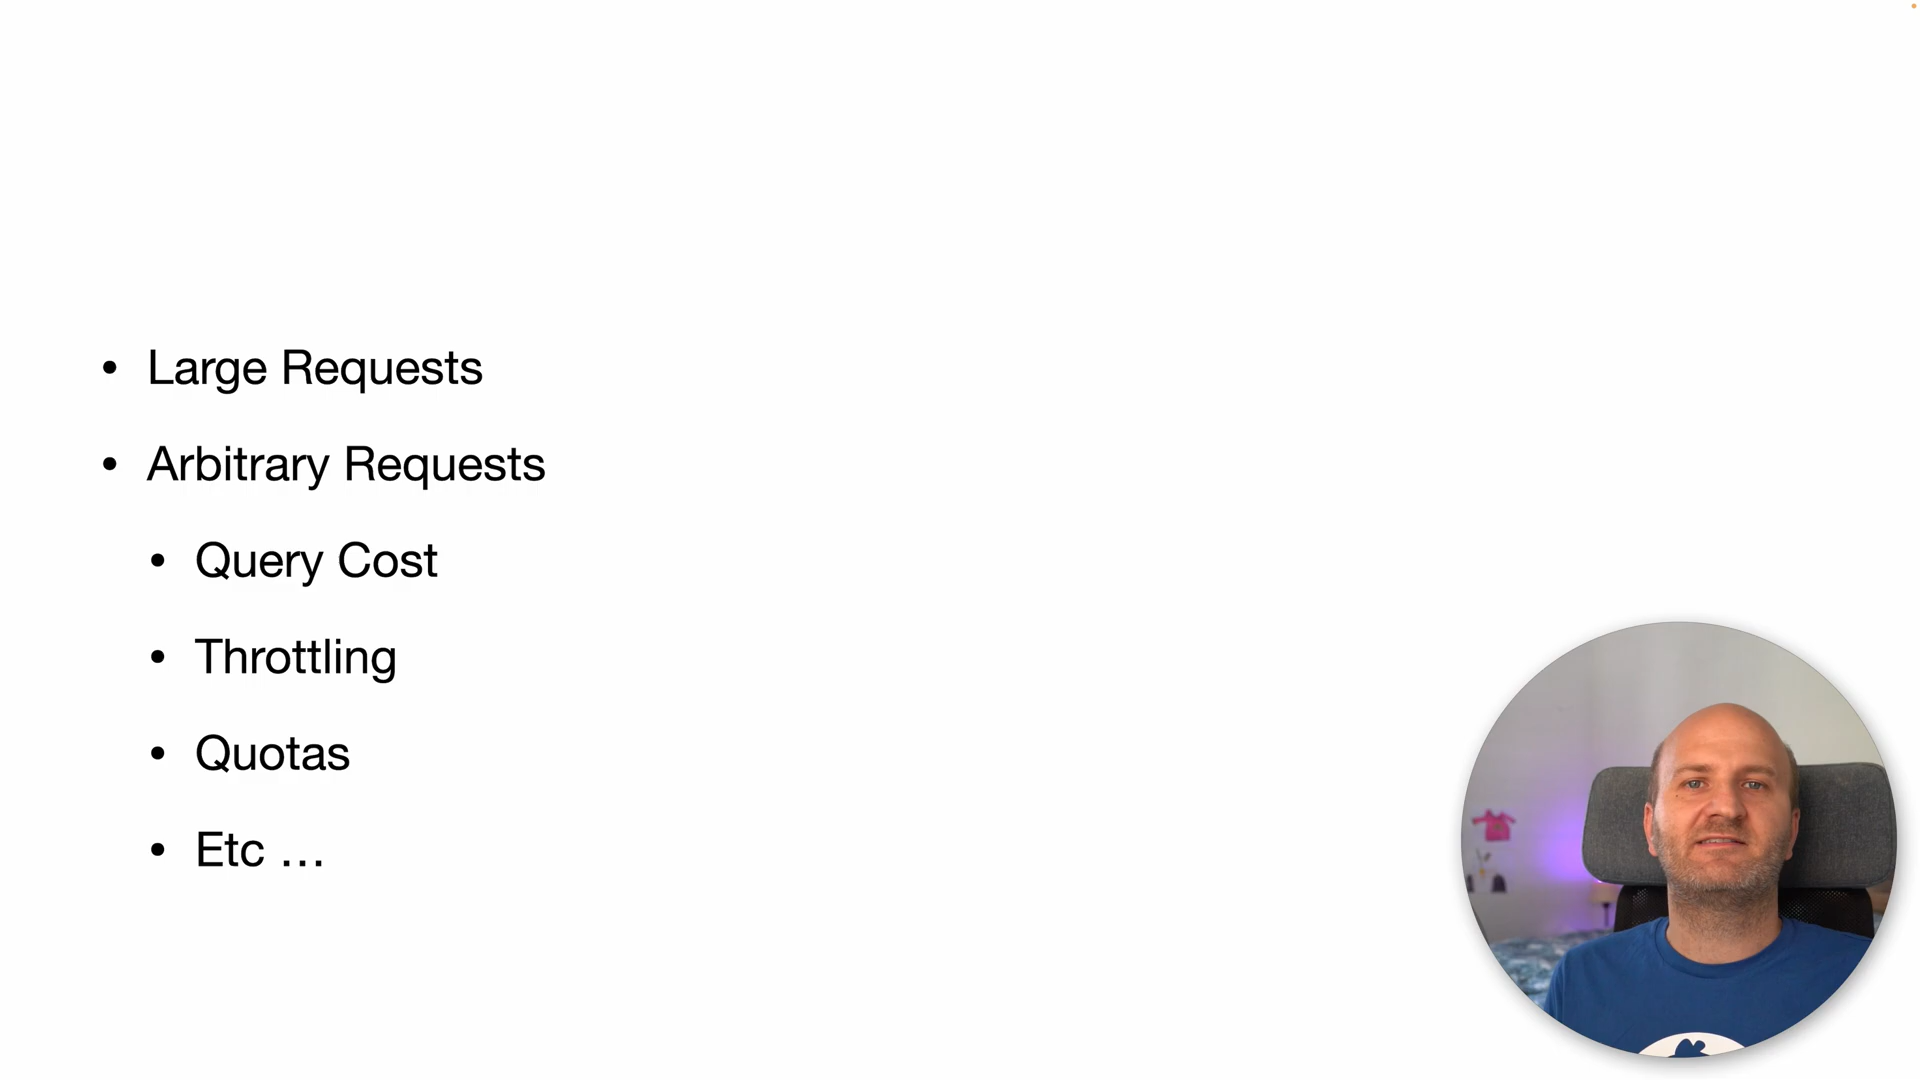 • Large Requests
• Arbitrary Requests
• Query Cost
• Throttling
• Quotas
• Etc …